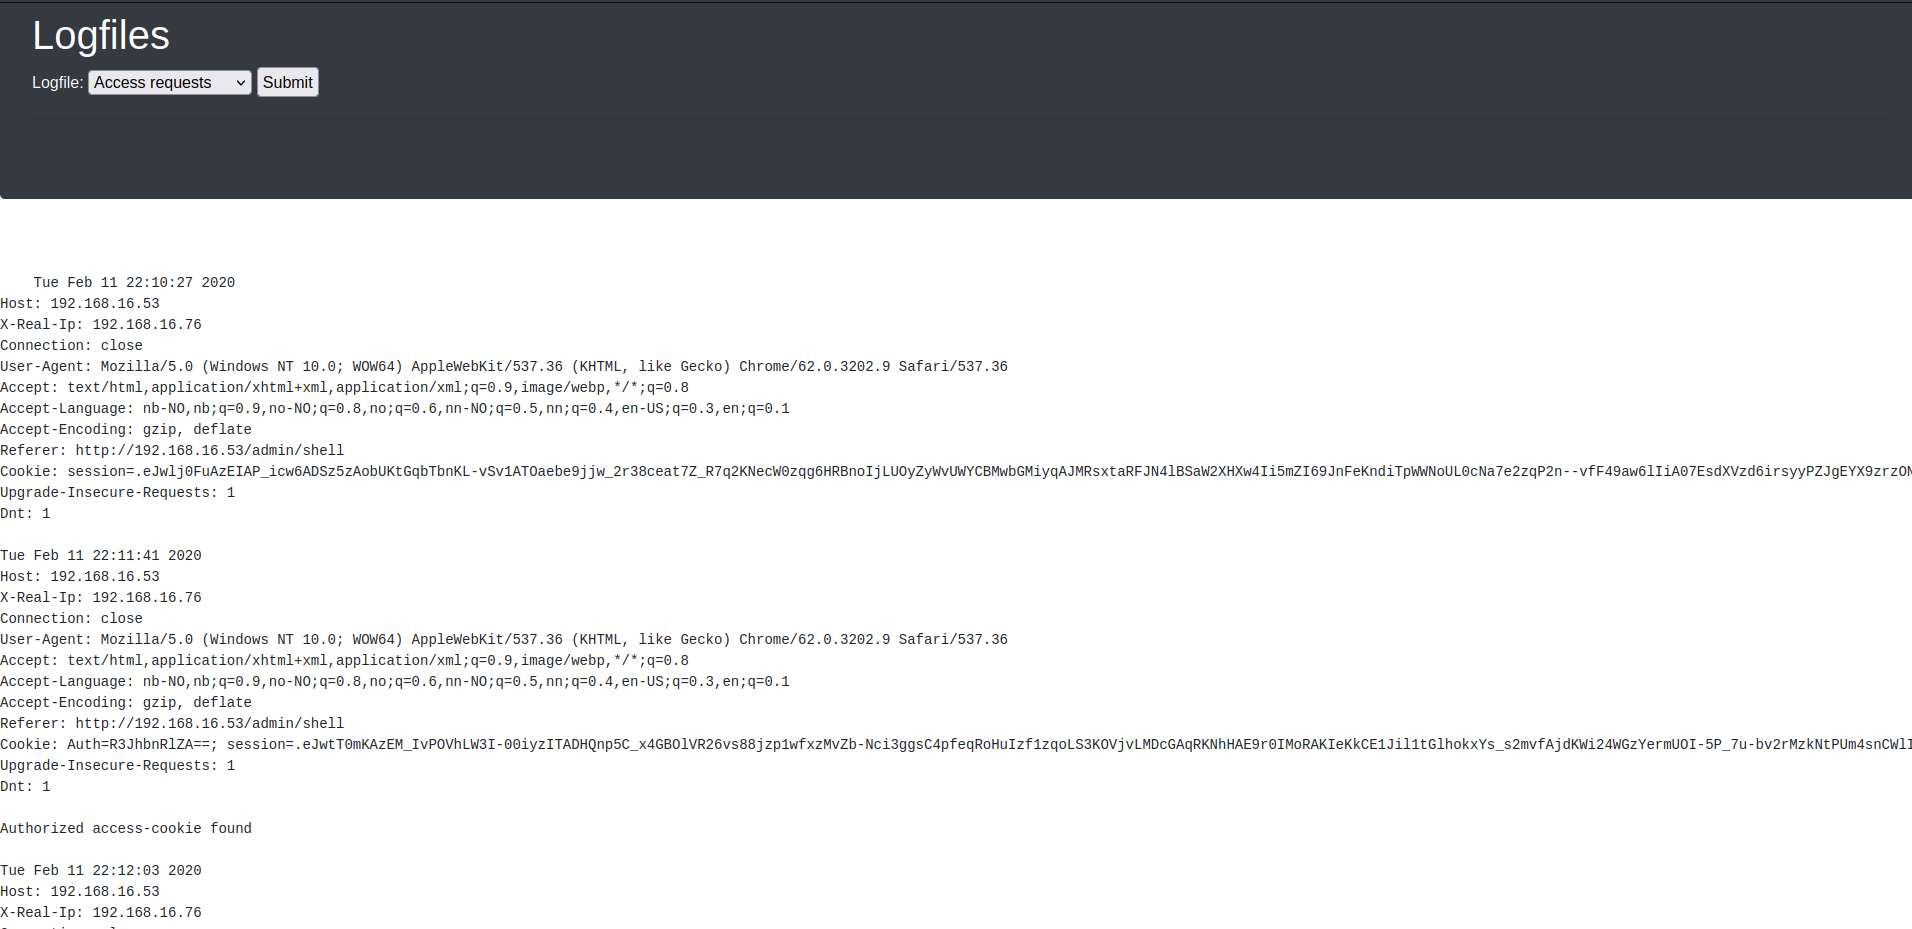 Logfiles
Logfile: Access requests Submit
Tue Feb 11 22:10:27 2020
Host: 192.168.16.53
X-Real-Ip: 192.168.16.76
Connection: close
User-Agent: Mozilla/5.0 (Windows NT 10.0; WOW64) AppleWebKit/537.36 (KHTML, like Gecko) Chrome/62.0.3202.9 Safari/537.36
Accept: text/html,application/xhtml+xml,application/xml;q=0.9,image/webp,*/*;q=0.8
Accept-Language: nb-NO,nb;q=0.9,no-NO;q=0.8,no;q=0.6,nn-NO;q=0.5,nn;q=0.4,en-US;q=0.3,en;q=0.1
Accept-Encoding: gzip, deflate
Referer: http://192.168.16.53/admin/shell
Cookie: session=.eJwlj0FuAzEIAP_icw6ADSz5zAobUKtGqbTbnKL-vSv1ATOaebe9jjw_2r38ceat7Z_R7q2KNecW0zqg6HRBnoIjLUOyZyWvUWYCBMwbGMiyqAJMRsxtaRFJN4lBSaW2XHXw4Ii5mZI69JnFeKndiTpWWNoUL0cNa7e2zqP2n--vfF49aw6lIiA07EsdXVzd6irsyyPZJgEYX9zrzON
Upgrade-Insecure-Requests: 1
Dnt: 1
Tue Feb 11 22:11:41 2020
Host: 192.168.16.53
X-Real-Ip: 192.168.16.76
Connection: close
User-Agent: Mozilla/5.0 (Windows NT 10.0; WOW64) AppleWebKit/537.36 (KHTML, like Gecko) Chrome/62.0.3202.9 Safari/537.36
Accept: text/html,application/xhtml+xml,application/xml;q=0.9,image/webp,*/*;q=0.8
Accept-Language: nb-NO,nb;q=0.9,no-NO;q=0.8,no;q=0.6,nn-NO;q=0.5,nn;q=0.4,en-US;q=0.3,en;q=0.1
Accept-Encoding: gzip, deflate
Referer: http://192.168.16.53/admin/shell
Cookie: Auth=R3JhbnRlZA==; session=.eJwtT0mKAzEM_IvPOVhLW3I-00iyzITADHQnp5C_x4GBOlVR26vs88jzp1wfxzMvZb-Nci3ggsC4pfeqRoHuIzf1zqoLS3KOVjvLMDcGAqRKNhHAE9r0IMoRAKIeKkCE1Jil1tGlhokxYs_s2mvfAjdKWi24WGzYermUOI-5P_7u-bv2rMzkNtPUm4snCWlI
Upgrade-Insecure-Requests: 1
Dnt: 1
Authorized access-cookie found
Tue Feb 11 22:12:03 2020
Host: 192.168.16.53
X-Real-Ip: 192.168.16.76